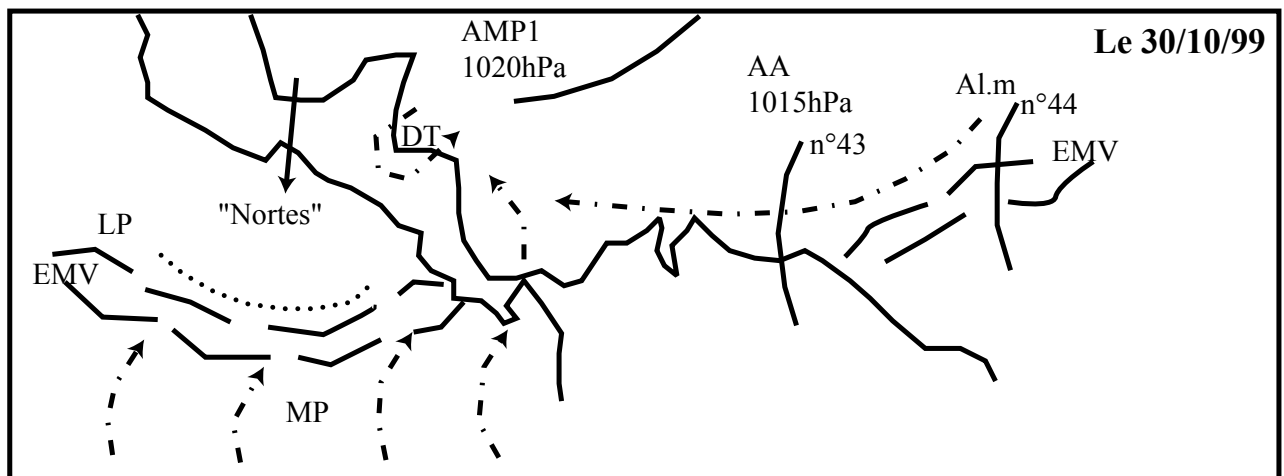 Le 30/10/99
AMP1
1020hPa
AA
1015hPa
Al.m
n°44
n°43
EMV
DT
"Nortes"
LP
EMV
MP